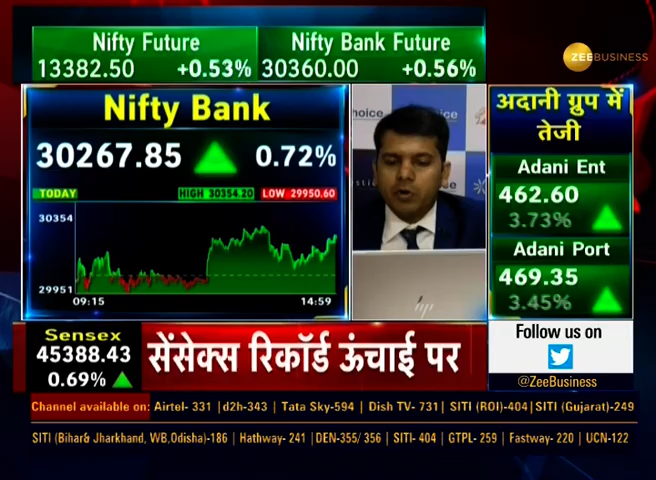 Nifty Future
13382.50 +0.53%
Nifty Bank Future
30360.00 +0.56%
ZEEBUSINESS
Nifty Bank
30267.85 0.72%
TODAY HIGH 30354.20 LOW 29950.60
30354
29951
09:15 14:59
hoice
ce
hp
अदानी ग्रुप में
तेजी
Adani Ent
462.60
3.73%
Adani Port
469.35
3.45%
Sensex
45388.43
0.69%
सेंसेक्स रिकॉर्ड ऊंचाई पर
Follow us on
@ZeeBusiness
Channel available on: Airtel- 331 | d2h-343 | Tata Sky-594 | Dish TV- 731 | SITI (ROI)-404 | SITI (Gujarat)-249
SITI (Bihar& Jharkhand, WB,Odisha)-186 | Hathway- 241 |DEN-355/ 356 | SITI- 404 | GTPL- 259 | Fastway- 220 | UCN-122